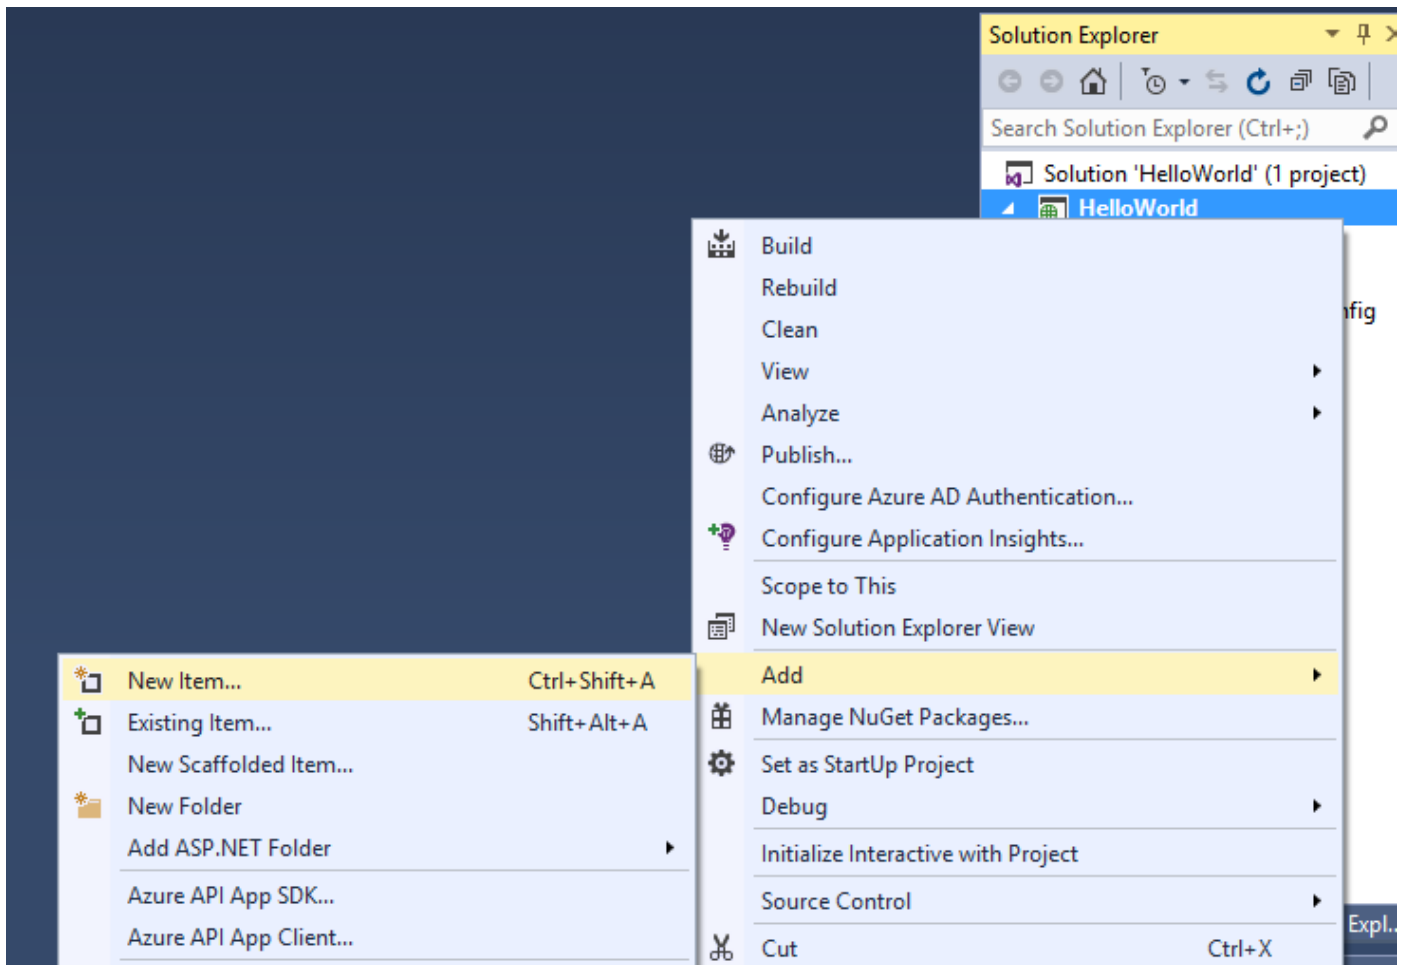 Solution Explorer
Search Solution Explorer (Ctrl+;)
Solution 'HelloWorld' (1 project)
HelloWorld
Build
Rebuild
Clean
View
Analyze
Publish...
Configure Azure AD Authentication...
Configure Application Insights...
Scope to This
New Solution Explorer View
Add
Manage NuGet Packages...
Set as StartUp Project
Debug
Initialize Interactive with Project
Source Control
Cut Ctrl+X
New Item... Ctrl+Shift+A
Existing Item... Shift+Alt+A
New Scaffolded Item...
New Folder
Add ASP.NET Folder
Azure API App SDK...
Azure API App Client...
Expl..